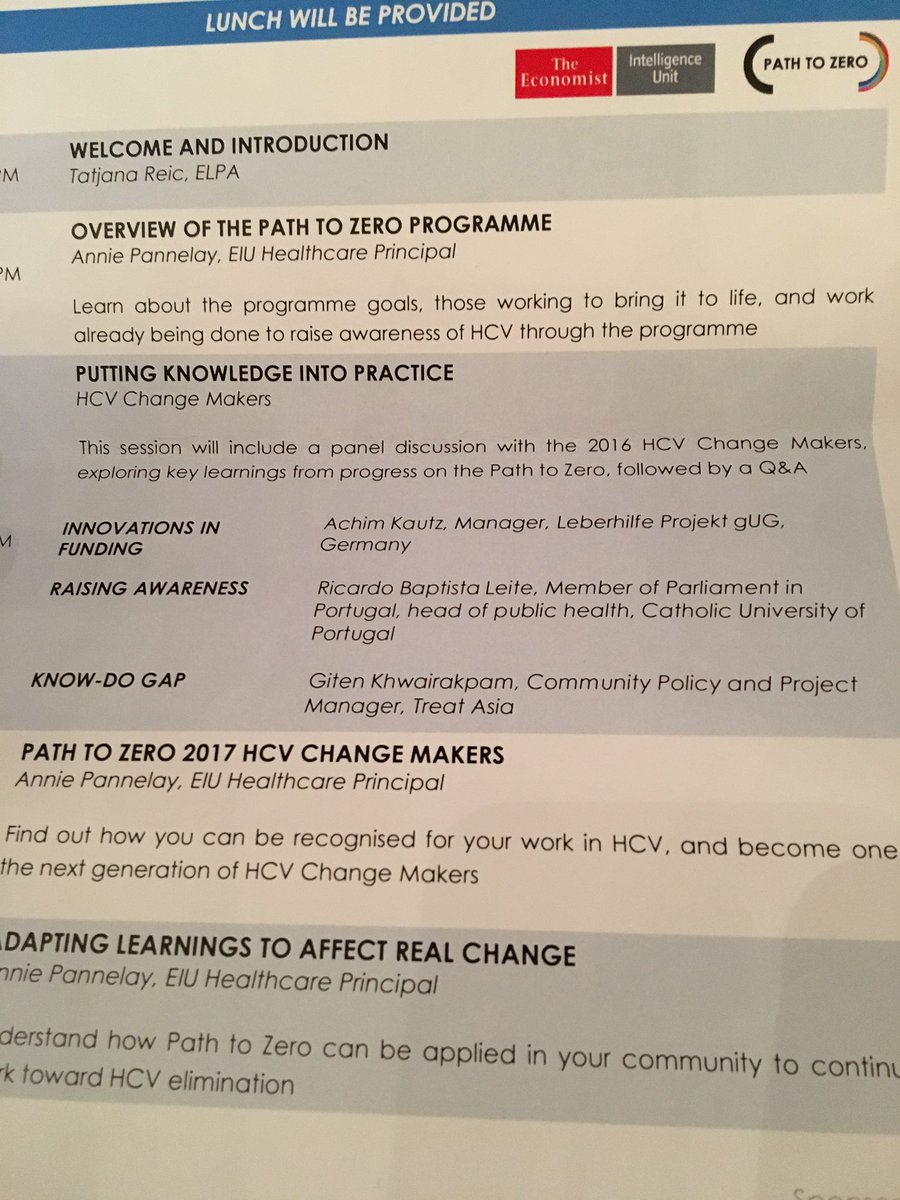 LUNCH WILL BE PROVIDED
The
Economist
Intelligence
Unit
PATH TO ZERO
WELCOME AND INTRODUCTION
PM
Tatjana Reic, ELPA
OVERVIEW OF THE PATH TO ZERO PROGRAMME
Annie Pannelay, EIU Healthcare Principal
PM
Learn about the programme goals, those working to bring it to life, and work
already being done to raise awareness of HCV through the programme
PUTTING KNOWLEDGE INTO PRACTICE
HCV Change Makers
This session will include a panel discussion with the 2016 HCV Change Makers,
exploring key learnings from progress on the Path to Zero, followed by a Q&A
M
INNOVATIONS IN
FUNDING
Achim Kautz, Manager, Leberhilfe Projekt gUG,
Germany
RAISING AWARENESS
Ricardo Baptista Leite, Member of Parliament in
Portugal, head of public health, Catholic University of
Portugal
KNOW-DO GAP
Giten Khwairakpam, Community Policy and Project
Manager, Treat Asia
PATH TO ZERO 2017 HCV CHANGE MAKERS
Annie Pannelay, EIU Healthcare Principal
Find out how you can be recognised for your work in HCV, and become one
the next generation of HCV Change Makers
DAPTING LEARNINGS TO AFFECT REAL CHANGE
nnie Pannelay, EIU Healthcare Principal
derstand how Path to Zero can be applied in your community to continu
rk toward HCV elimination